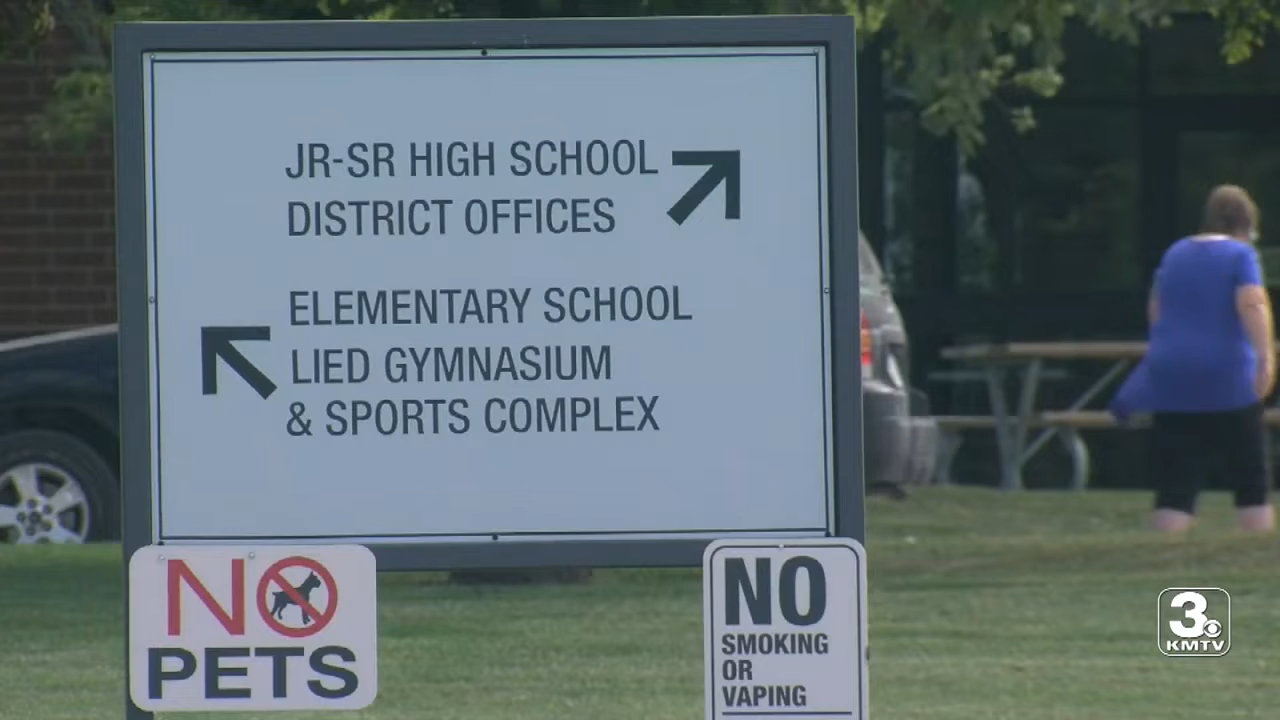 JR-SR HIGH SCHOOL
DISTRICT OFFICES
ELEMENTARY SCHOOL
LIED GYMNASIUM
& SPORTS COMPLEX
NO
PETS
NO
SMOKING
OR
VAPING
3
KMTV